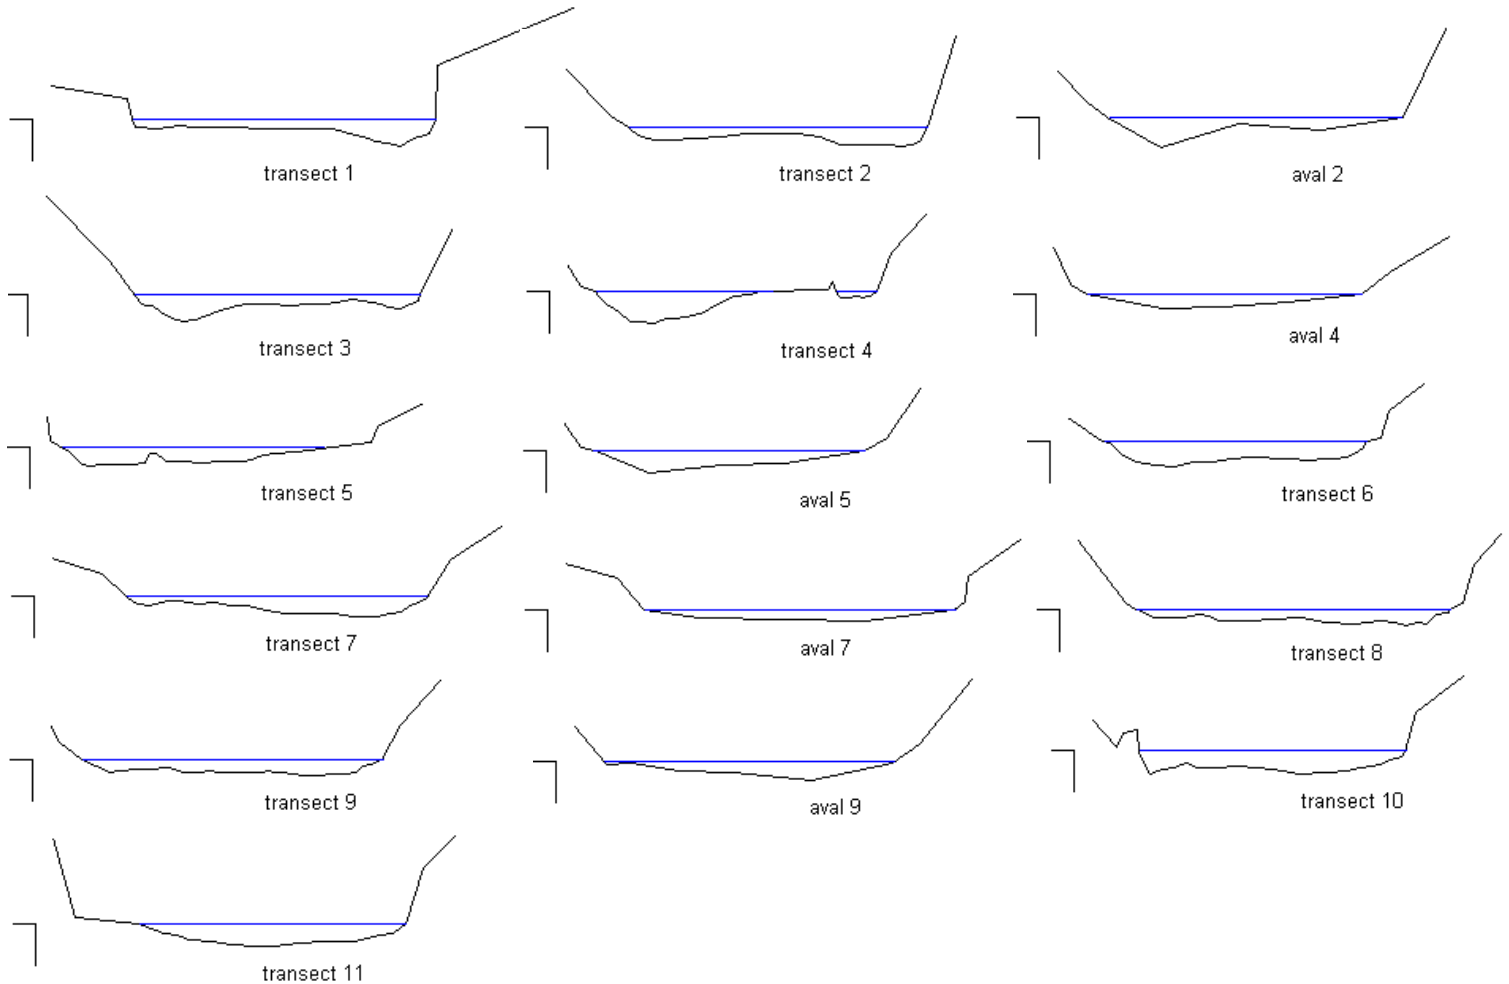 transect 1
transect 2
aval 2
transect 3
transect 4
aval 4
transect 5
aval 5
transect 6
transect 7
aval 7
transect 8
transect 9
aval 9
transect 10
transect 11